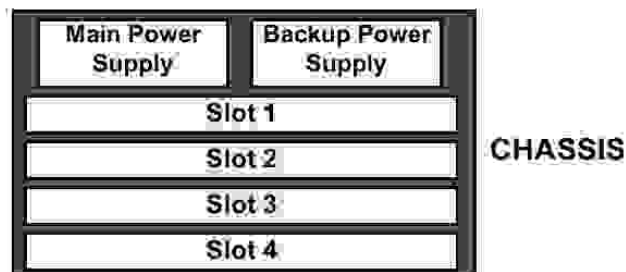 Main Power
Supply
Backup Power
Supply
Slot 1
Slot 2
CHASSIS
Slot 3
Slot 4